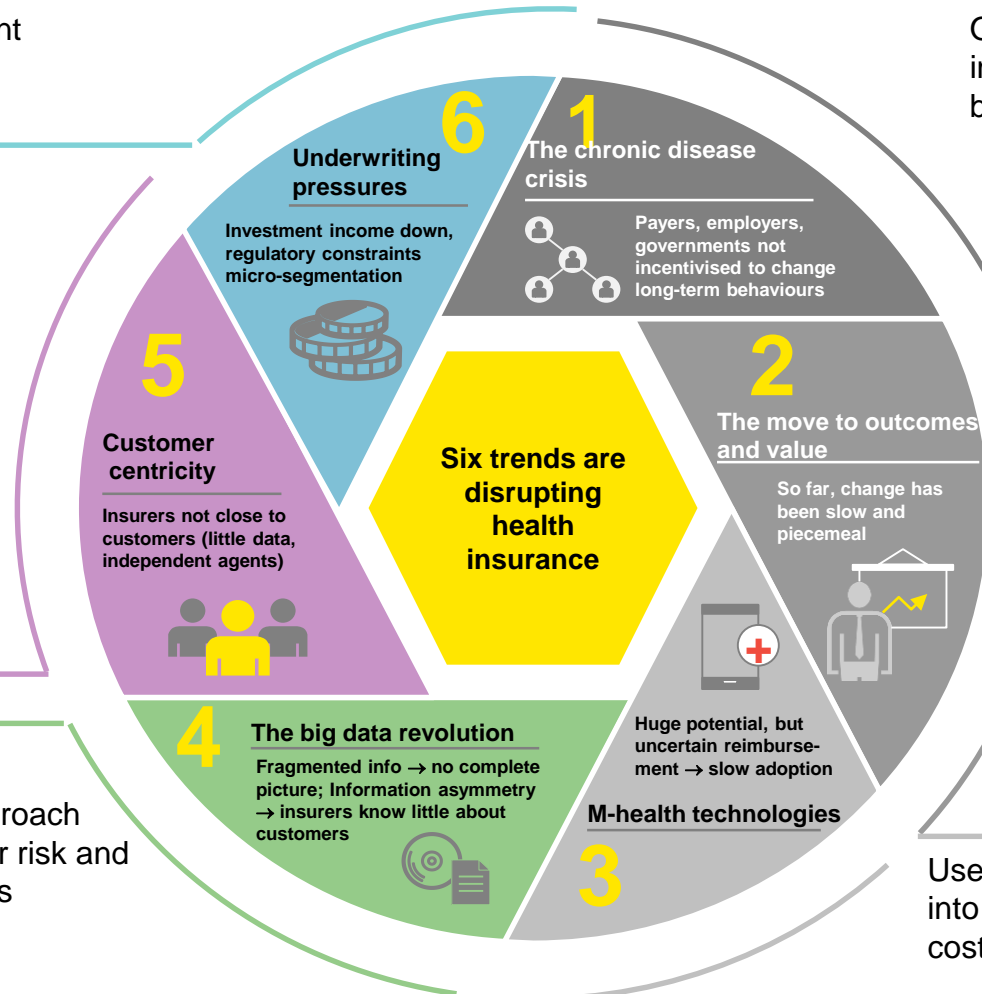 6
Underwriting
pressures
Investment income down,
regulatory constraints
micro-segmentation
1
The chronic disease
crisis
Payers, employers,
governments not
incentivised to change
long-term behaviours
2
The move to outcomes
and value
So far, change has
been slow and
piecemeal
5
Customer
centricity
Insurers not close to
customers (little data,
independent agents)
Six trends are
disrupting
health
insurance
4
The big data revolution
Fragmented info → no complete
picture; Information asymmetry
→ insurers know little about
customers
Huge potential, but
uncertain reimburse-
ment → slow adoption
M-health technologies
3
r risk and
Use
into
cost